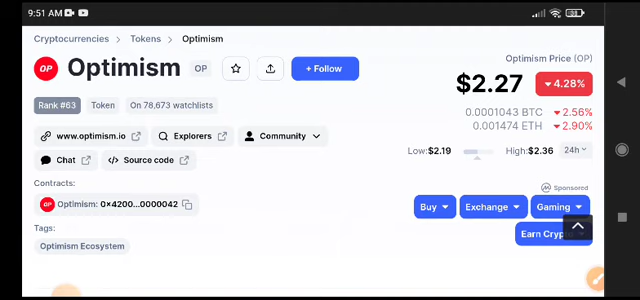 9:51 AM
Cryptocurrencies > Tokens > Optimism
OP Optimism OP + Follow
Optimism Price (OP)
$2.27 4.28%
Rank #63 Token On 78,673 watchlists
0.0001043 BTC 2.56%
0.001474 ETH 2.90%
www.optimism.io Explorers Community
Low:$2.19 High:$2.36 24h
Chat Source code
Contracts:
Sponsored
OP Optimism: 0x4200...0000042
Buy Exchange Gaming
Tags:
Earn Crypto
Optimism Ecosystem